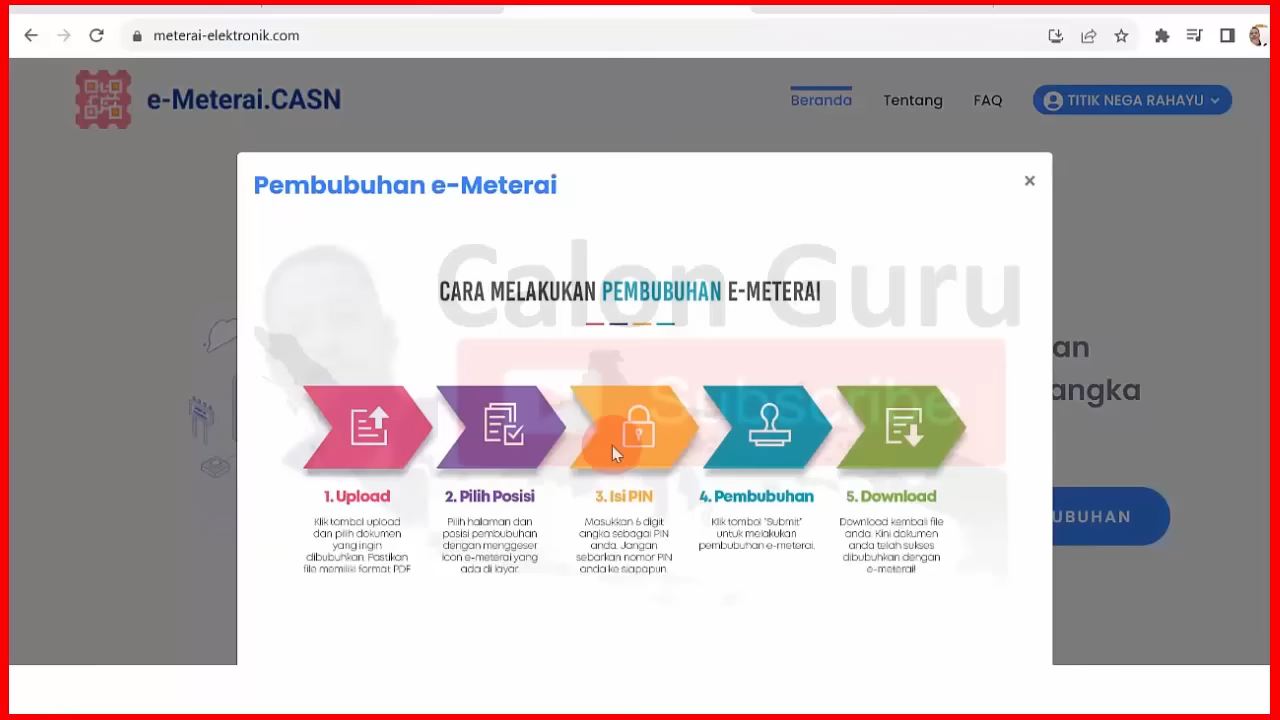 meterai-elektronik.com
e-Meterai.CASN
Beranda Tentang FAQ TITIK NEGA RAHAYU
Pembubuhan e-Meterai
×
Calon Guru
CARA MELAKUKAN PEMBUBUHAN E-METERAI
Subscribe
an
angka
UBUHAN
1. Upload
Klik tombol upload
dan pilih dokumen
yang ingin
dibubuhkan. Pastikan
file memiliki format PDF
2. Pilih Posisi
Pilih halaman dan
posisi pembubuhan
dengan menggeser
icon e-meterai yang
ada di layar.
3. Isi PIN
Masukkan 6 digit
angka sebagai PIN
anda. Jangan
sebarkan nomor PIN
anda ke siapapun.
4. Pembubuhan
Klik tombol "Submit"
untuk melakukan
pembubuhan e-meterai.
5. Download
Download kembali file
anda. Kini dokumen
anda telah sukses
dibubuhkan dengan
e-meterai!